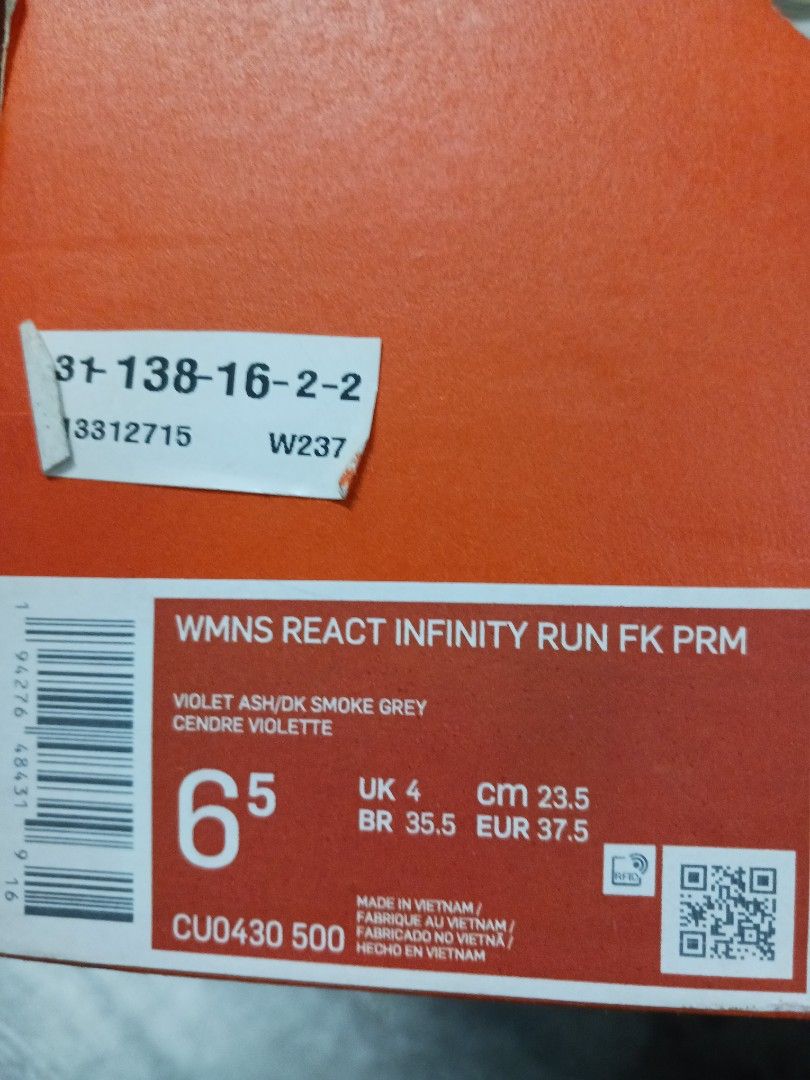 31-138-16-2-2
13312715 W237
WMNS REACT INFINITY RUN FK PRM
VIOLET ASH/DK SMOKE GREY
CENDRE VIOLETTE
6 5
UK 4 cm 23.5
BR 35.5 EUR 37.5
RFID
CU0430 500
MADE IN VIETNAM /
FABRIQUE AU VIETNAM /
FABRICADO NO VIETNÃ /
HECHO EN VIETNAM
1 94276 48431 9 16